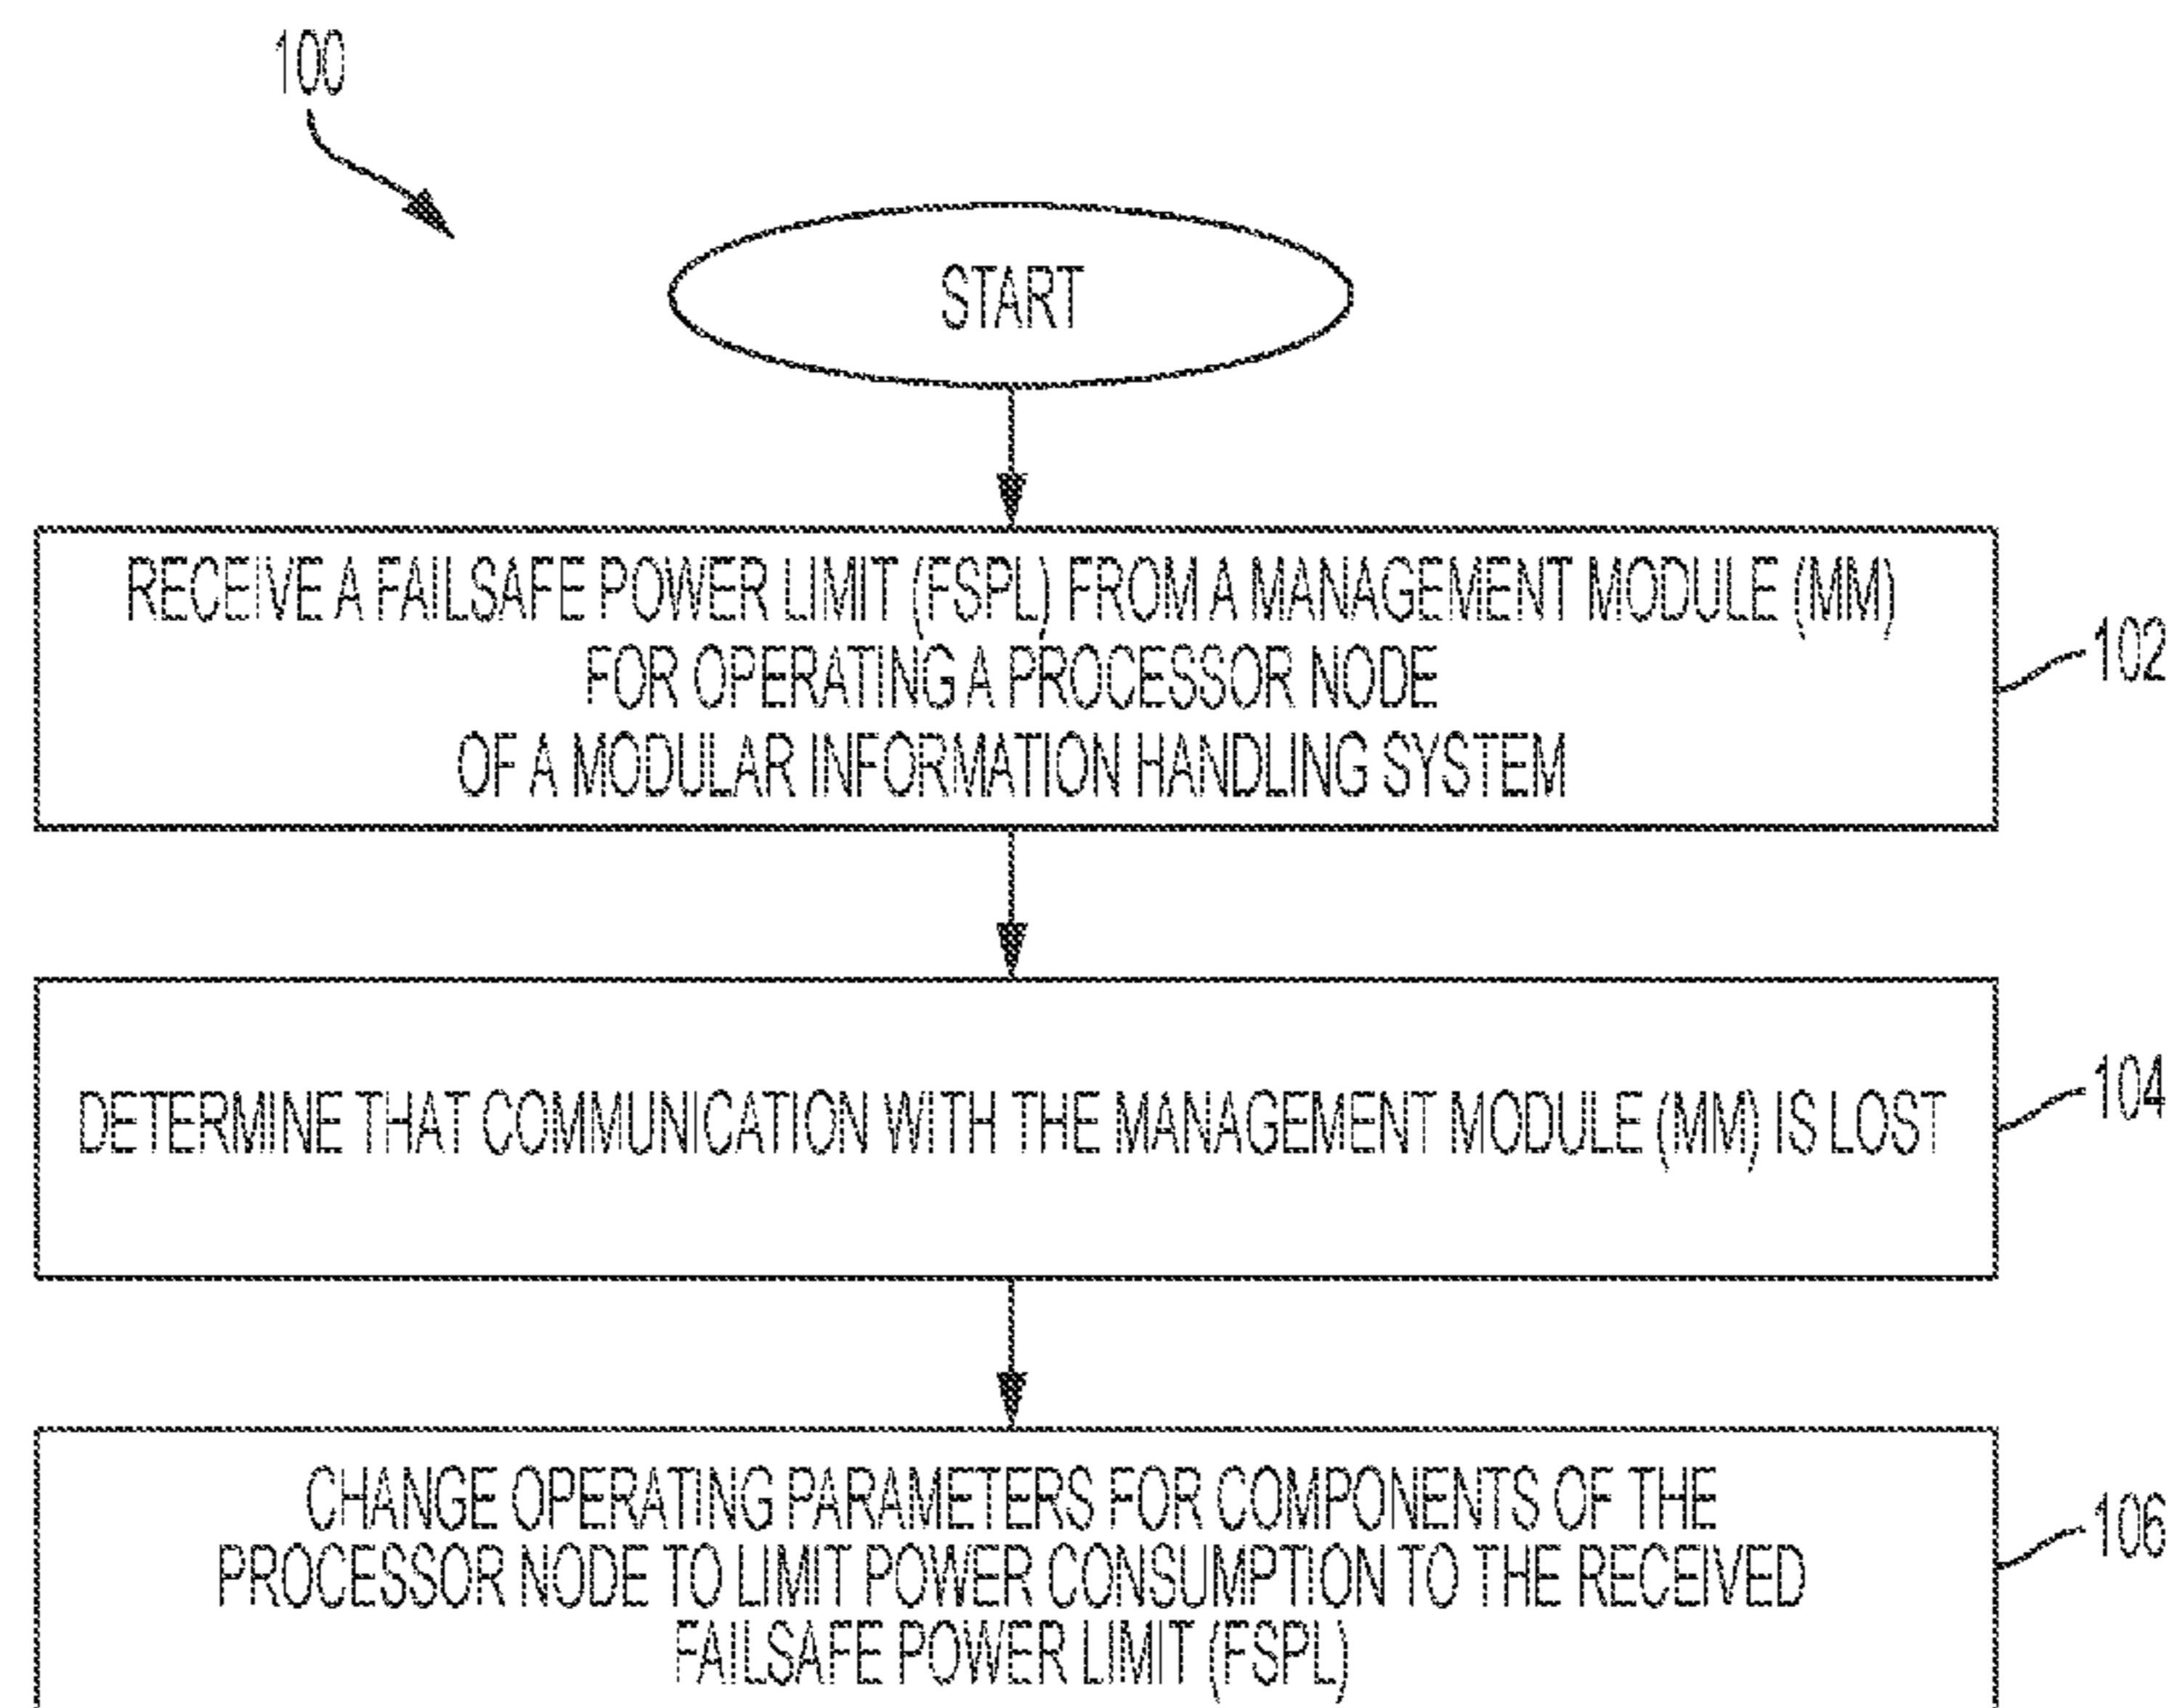 100
START
RECEIVE A FAILSAFE POWER LIMIT (FSPL) FROM A MANAGEMENT MODULE (MM)
FOR OPERATING A PROCESSOR NODE
OF A MODULAR INFORMATION HANDLING SYSTEM
102
DETERMINE THAT COMMUNICATION WITH THE MANAGEMENT MODULE (MM) IS LOST
104
CHANGE OPERATING PARAMETERS FOR COMPONENTS OF THE
PROCESSOR NODE TO LIMIT POWER CONSUMPTION TO THE RECEIVED
FAILSAFE POWER LIMIT (FSPL)
106